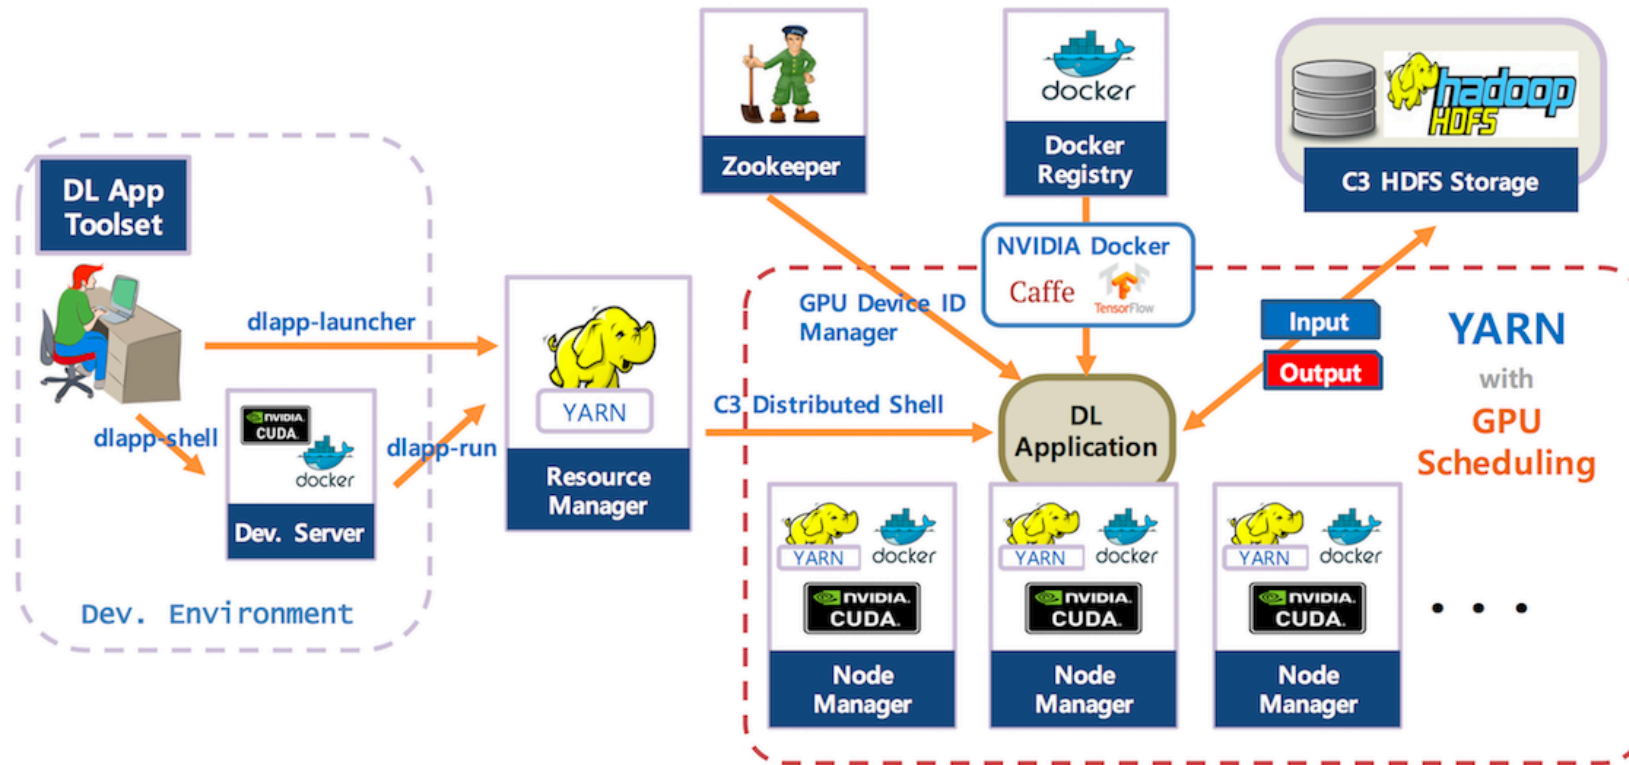 DL App
Toolset
dlapp-launcher
dlapp-shell
NVIDIA.
CUDA.
docker
Dev. Server
dlapp-run
Dev. Environment
YARN
Resource
Manager
Zookeeper
docker
Docker
Registry
hadoop
HDFS
C3 HDFS Storage
NVIDIA Docker
Caffe
TensorFlow
GPU Device ID
Manager
C3 Distributed Shell
DL
Application
Input
Output
YARN
with
GPU
Scheduling
YARN
docker
NVIDIA.
CUDA.
Node
Manager
YARN
docker
NVIDIA.
CUDA.
Node
Manager
YARN
docker
NVIDIA.
CUDA.
Node
Manager
• • •